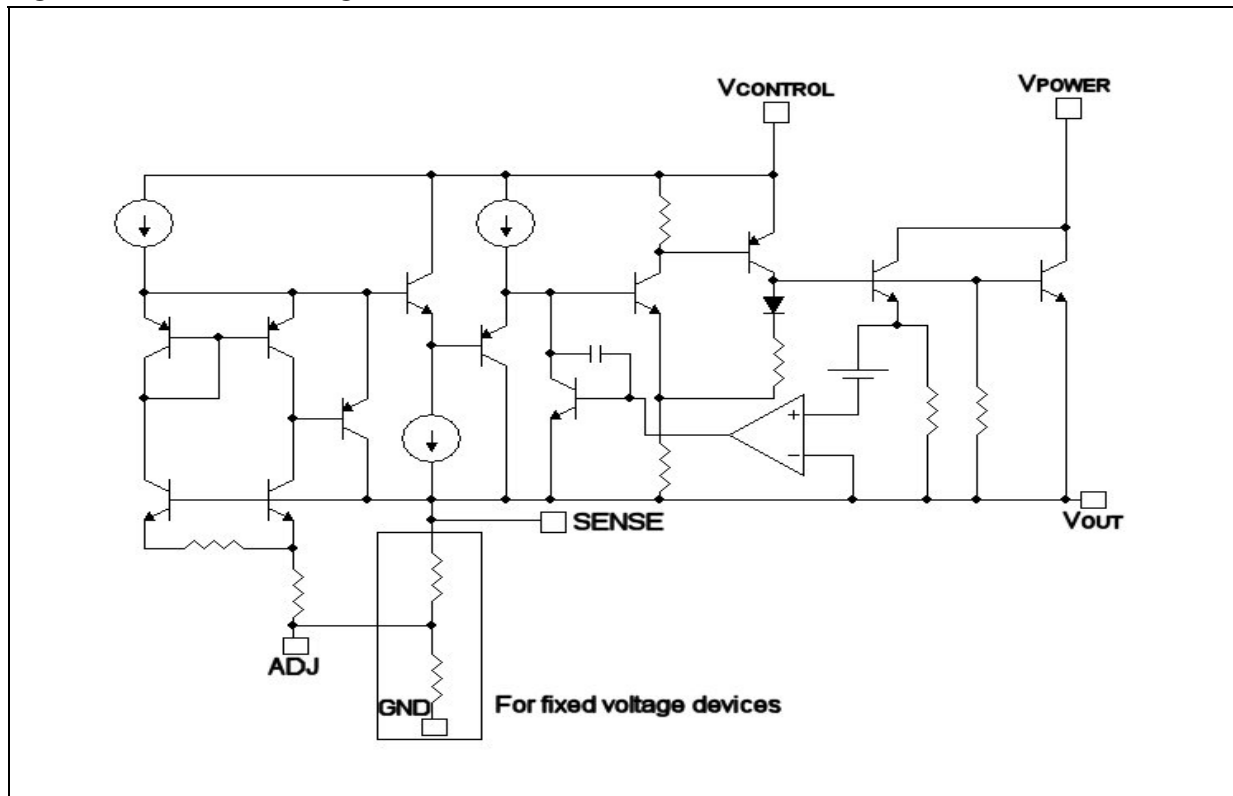 VCONTROL
VPOWER
+
−
SENSE
VOUT
ADJ
GND
For fixed voltage devices